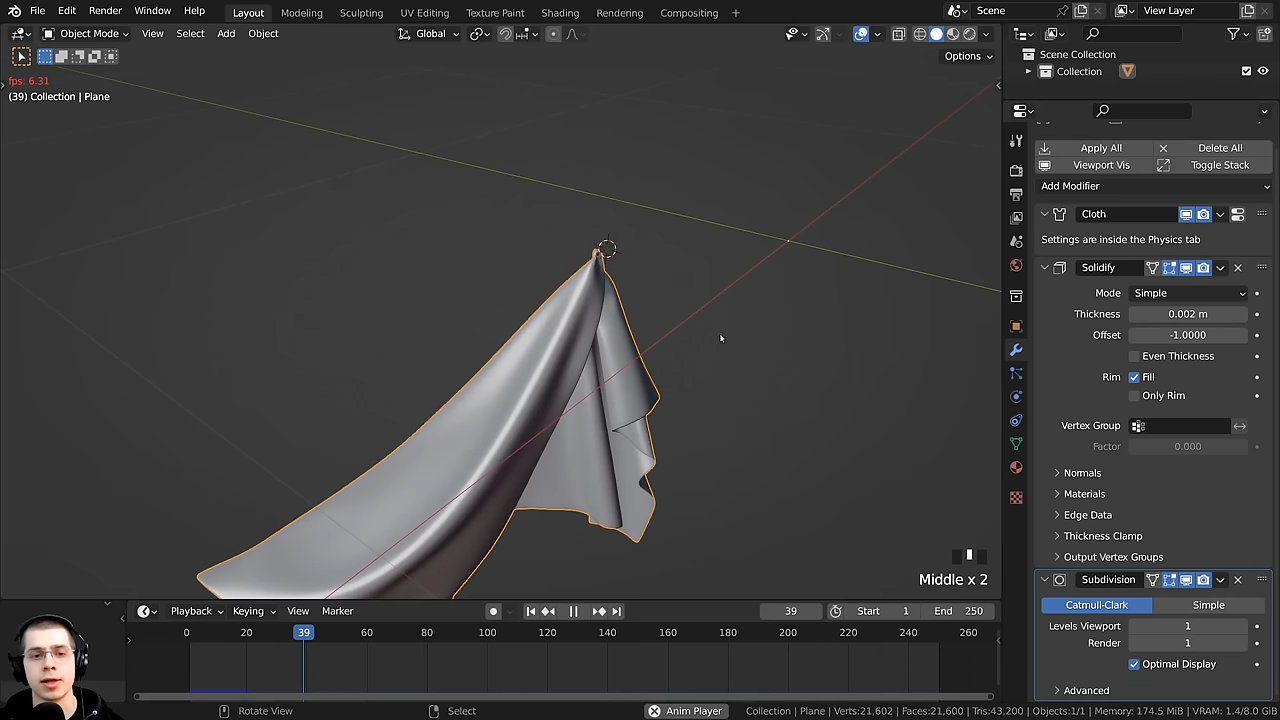 File Edit Render Window Help Layout Modeling Sculpting UV Editing Texture Paint Shading Rendering Compositing + Scene View Layer
Object Mode View Select Add Object Global
Options
fps: 6.31
(39) Collection | Plane
Scene Collection
Collection
Apply All Delete All
Viewport Vis Toggle Stack
Add Modifier
Cloth
Settings are inside the Physics tab
Solidify
Mode Simple
Thickness 0.002 m
Offset -1.0000
Even Thickness
Rim Fill
Only Rim
Vertex Group
Factor 0.000
Normals
Materials
Edge Data
Thickness Clamp
Output Vertex Groups
Subdivision
Catmull-Clark Simple
Levels Viewport 1
Render 1
Optimal Display
Advanced
Middle x 2
Playback Keying View Marker 39 Start 1 End 250
0 20 39 60 80 100 120 140 160 180 200 220 240 260
Rotate View Select Anim Player Collection | Plane | Verts:21,602 | Faces:21,600 | Tris:43,200 | Objects:1/1 | Memory: 174.5 MiB | VRAM: 1.4/8.0 GiB